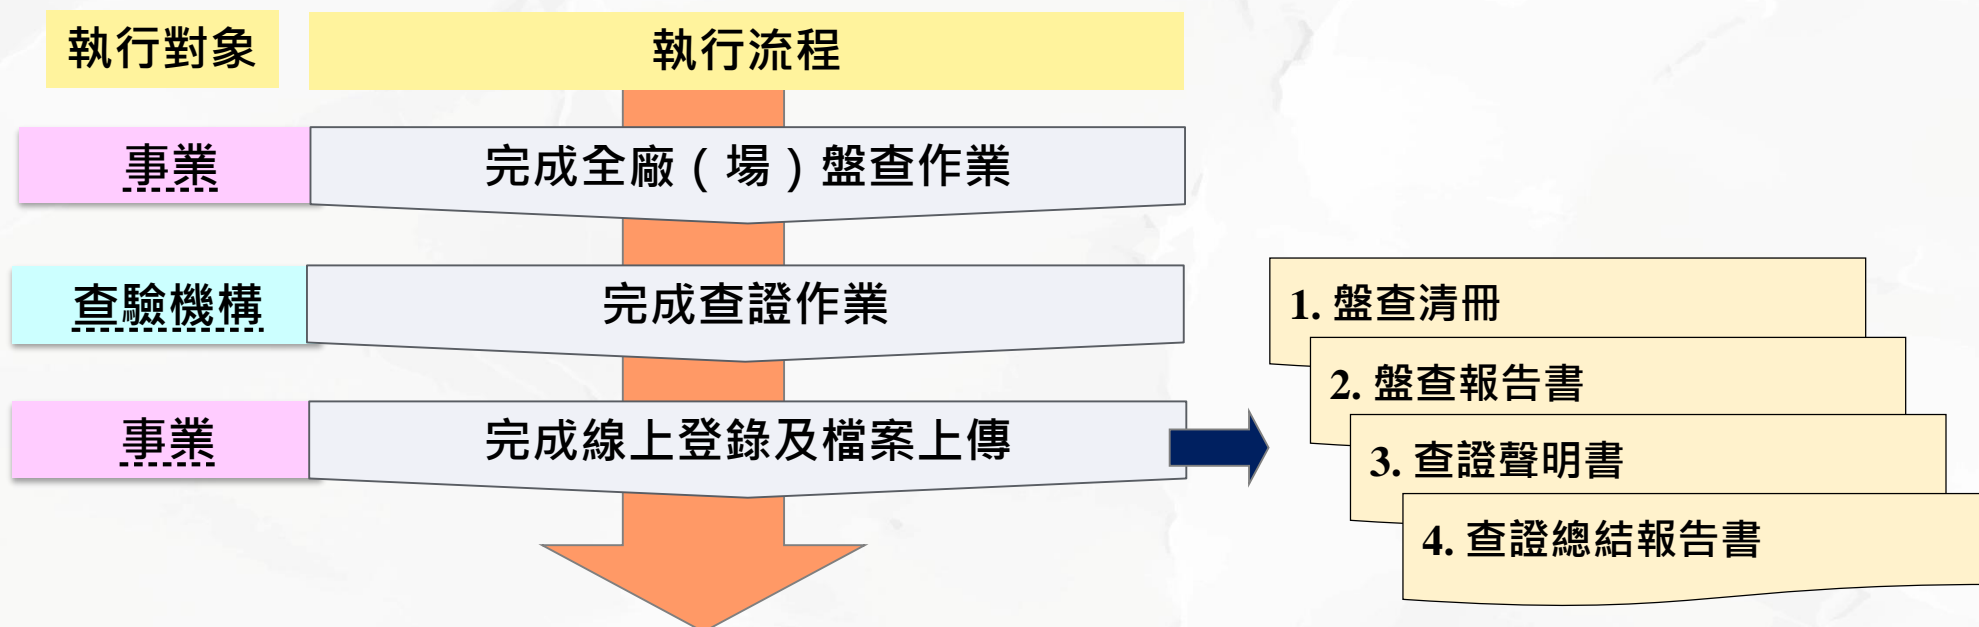 執行對象
執行流程
事業
完成全廠（場）盤查作業
查驗機構
完成查證作業
事業
完成線上登錄及檔案上傳
1. 盤查清冊
2. 盤查報告書
3. 查證聲明書
4. 查證總結報告書